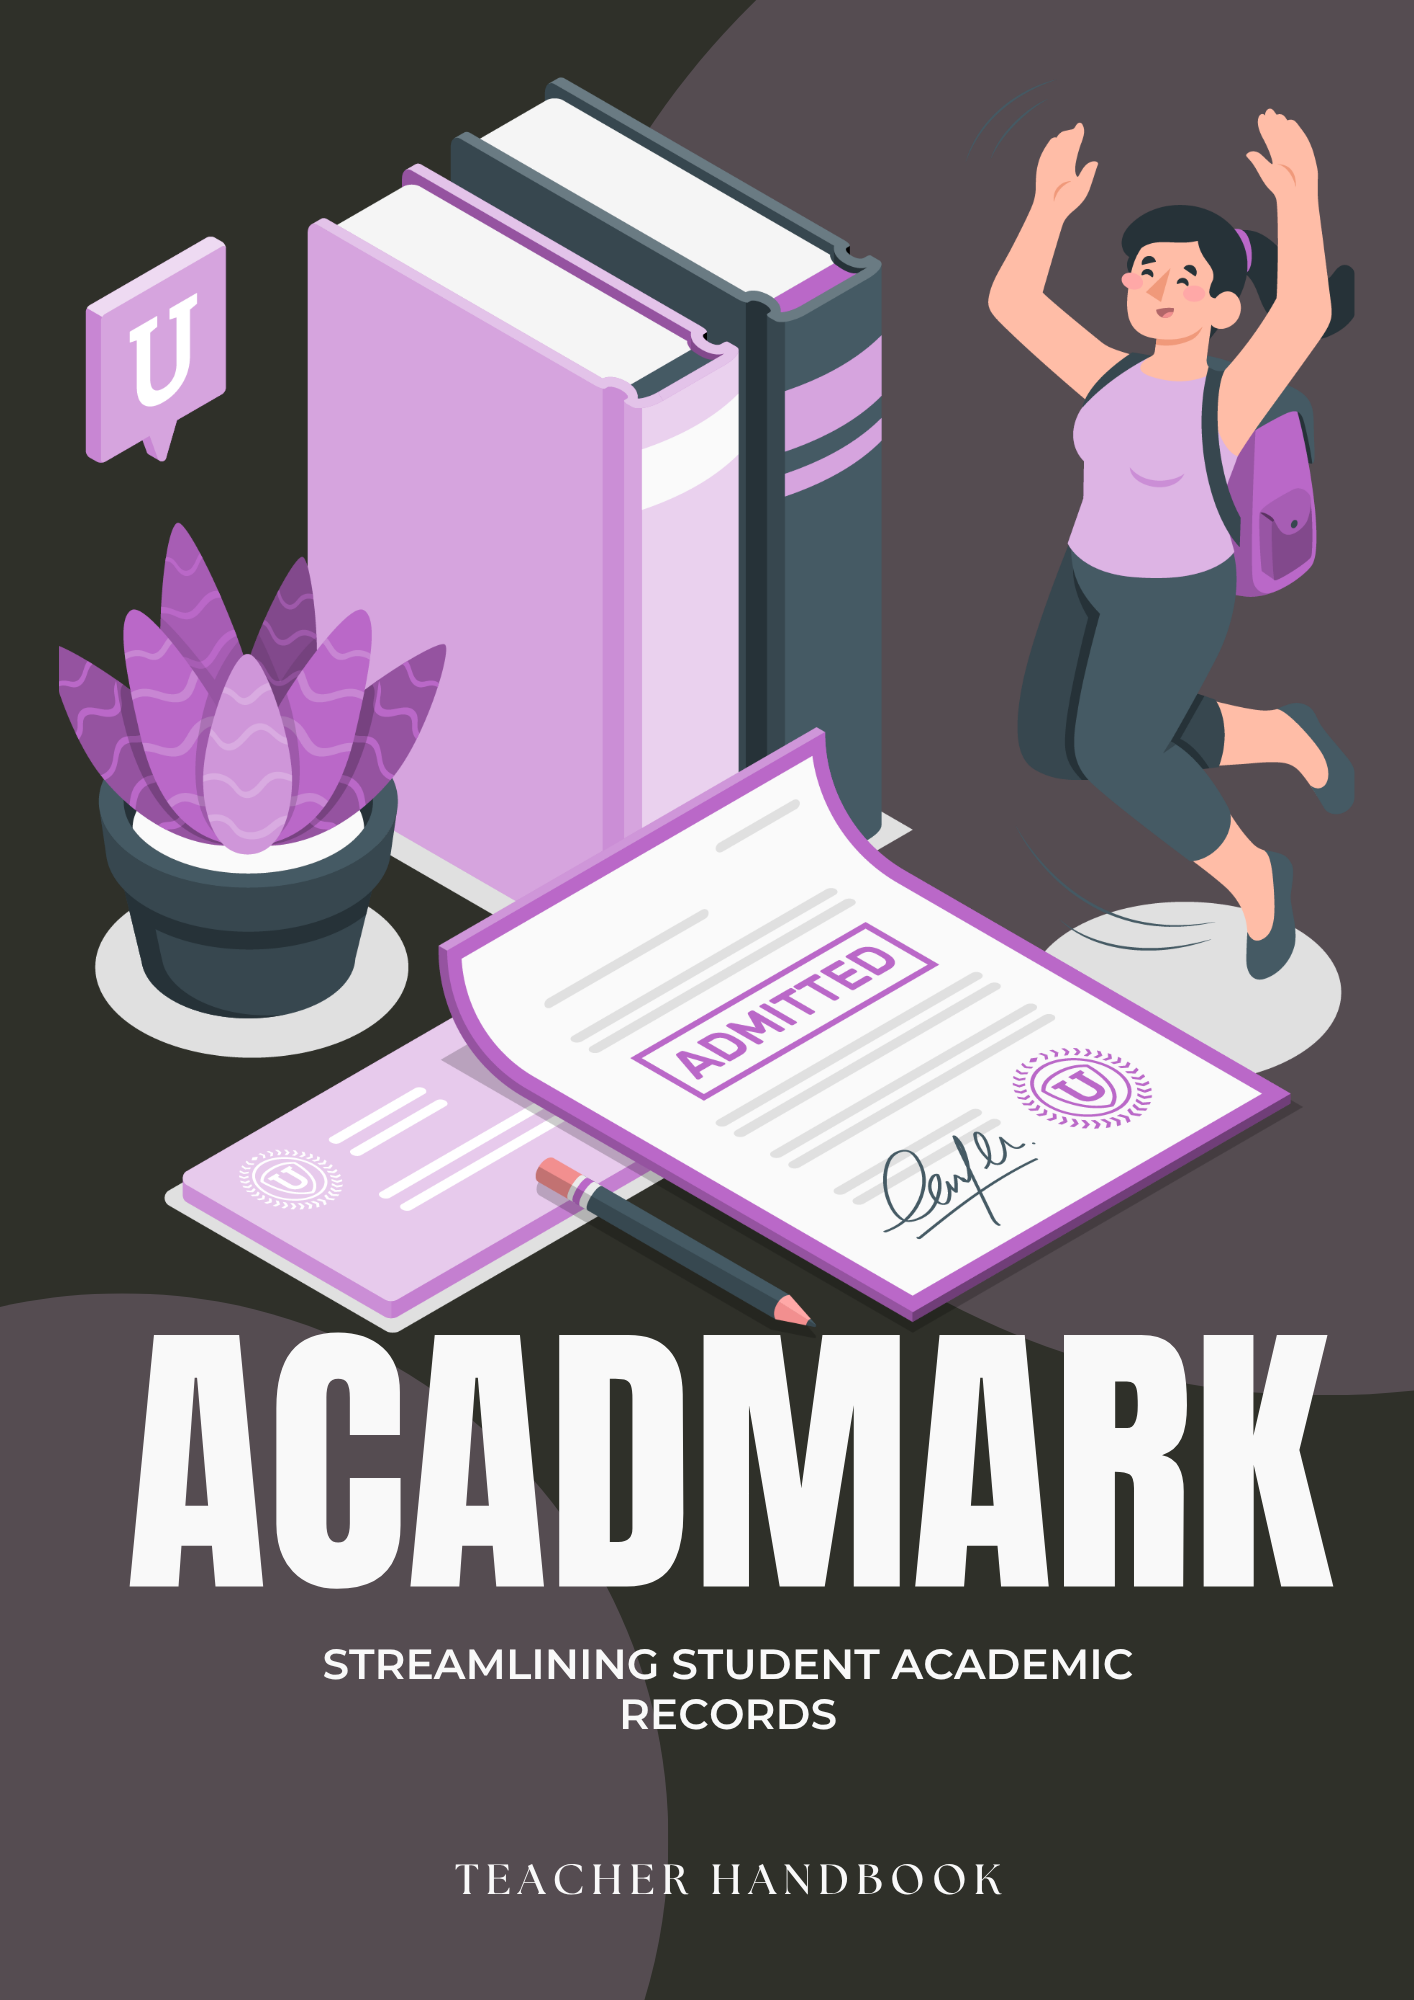 U
ADMITTED
U
U
ACADMARK
STREAMLINING STUDENT ACADEMIC
RECORDS
TEACHER HANDBOOK